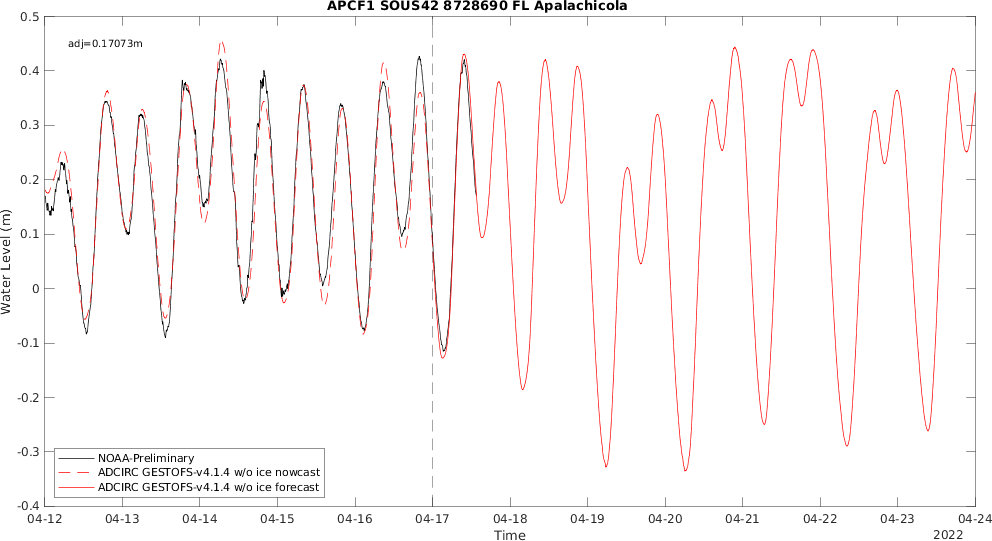 APCF1 SOUS42 8728690 FL Apalachicola
adj=0.17073m
0.5
0.4
0.3
0.2
0.1
0
-0.1
-0.2
-0.3
-0.4
Water Level (m)
NOAA-Preliminary
ADCIRC GESTOFS-v4.1.4 w/o ice nowcast
ADCIRC GESTOFS-v4.1.4 w/o ice forecast
04-12 04-13 04-14 04-15 04-16 04-17 04-18 04-19 04-20 04-21 04-22 04-23 04-24
Time
2022